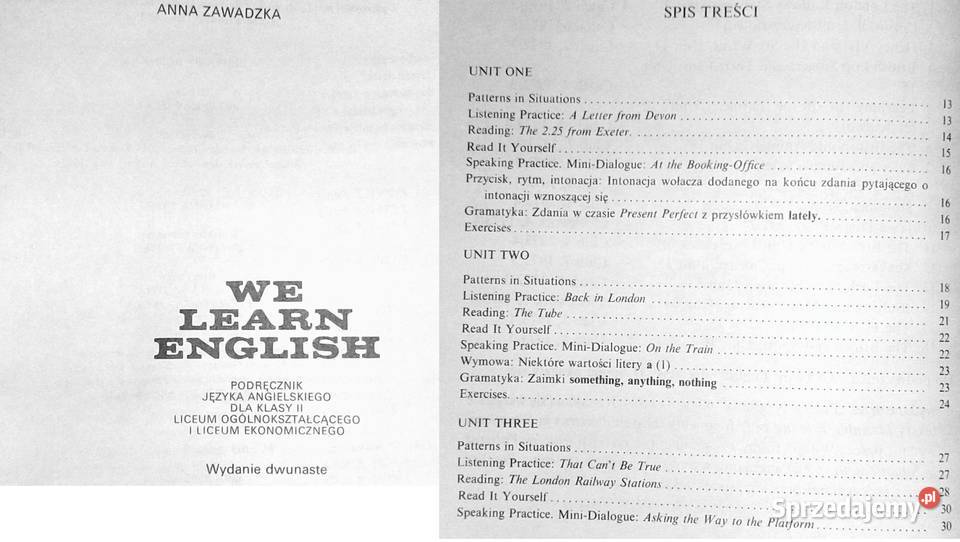 ANNA ZAWADZKA
WE
LEARN
ENGLISH
PODRĘCZNIK
JĘZYKA ANGIELSKIEGO
DLA KLASY II
LICEUM OGÓLNOKSZTAŁCĄCEGO
I LICEUM EKONOMICZNEGO
Wydanie dwunaste
SPIS TREŚCI
UNIT ONE
Patterns in Situations 13
Listening Practice: A Letter from Devon 13
Reading: The 2.25 from Exeter. 14
Read It Yourself 15
Speaking Practice. Mini-Dialogue: At the Booking-Office 16
Przycisk, rytm, intonacja: Intonacja wołacza dodanego na końcu zdania pytającego o
intonacji wznoszącej się 16
Gramatyka: Zdania w czasie Present Perfect z przysłówkiem lately. 16
Exercises 17
UNIT TWO
Patterns in Situations 18
Listening Practice: Back in London 19
Reading: The Tube 21
Read It Yourself 22
Speaking Practice. Mini-Dialogue: On the Train 22
Wymowa: Niektóre wartości litery a (1) 23
Gramatyka: Zaimki something, anything, nothing 23
Exercises. 24
UNIT THREE
Patterns in Situations 27
Listening Practice: That Can't Be True 27
Reading: The London Railway Stations 28
Read It Yourself 30
Speaking Practice. Mini-Dialogue: Asking the Way to the Platform 30
Sprzedajemy.pl